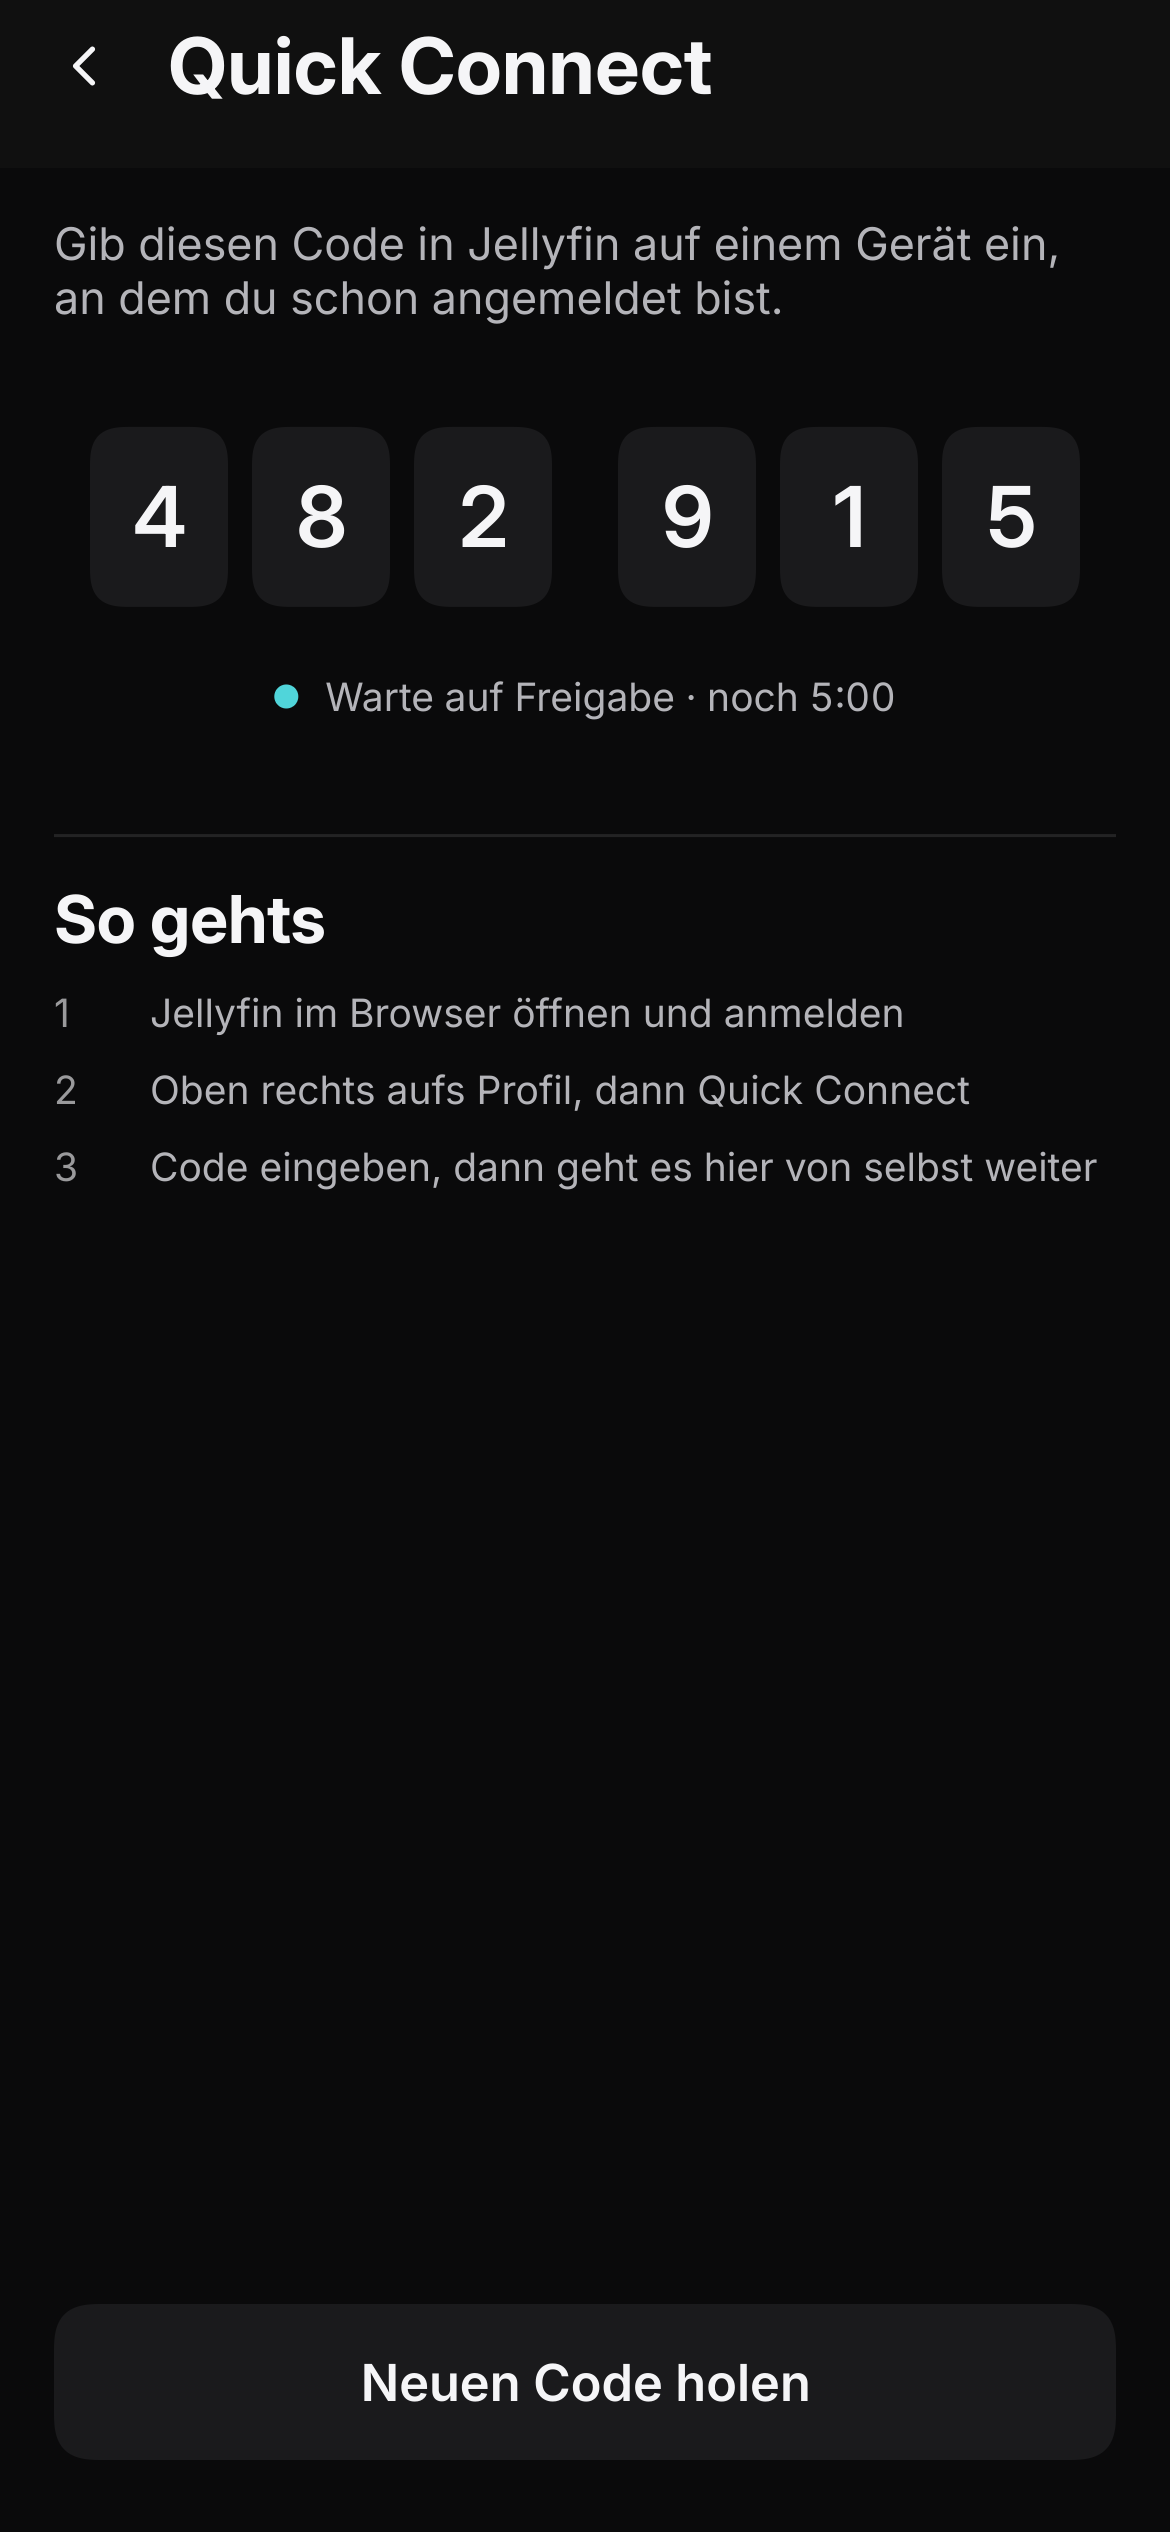 Quick Connect
Gib diesen Code in Jellyfin auf einem Gerät ein,
an dem du schon angemeldet bist.
4 8 2 9 1 5
Warte auf Freigabe · noch 5:00
So gehts
1 Jellyfin im Browser öffnen und anmelden
2 Oben rechts aufs Profil, dann Quick Connect
3 Code eingeben, dann geht es hier von selbst weiter
Neuen Code holen